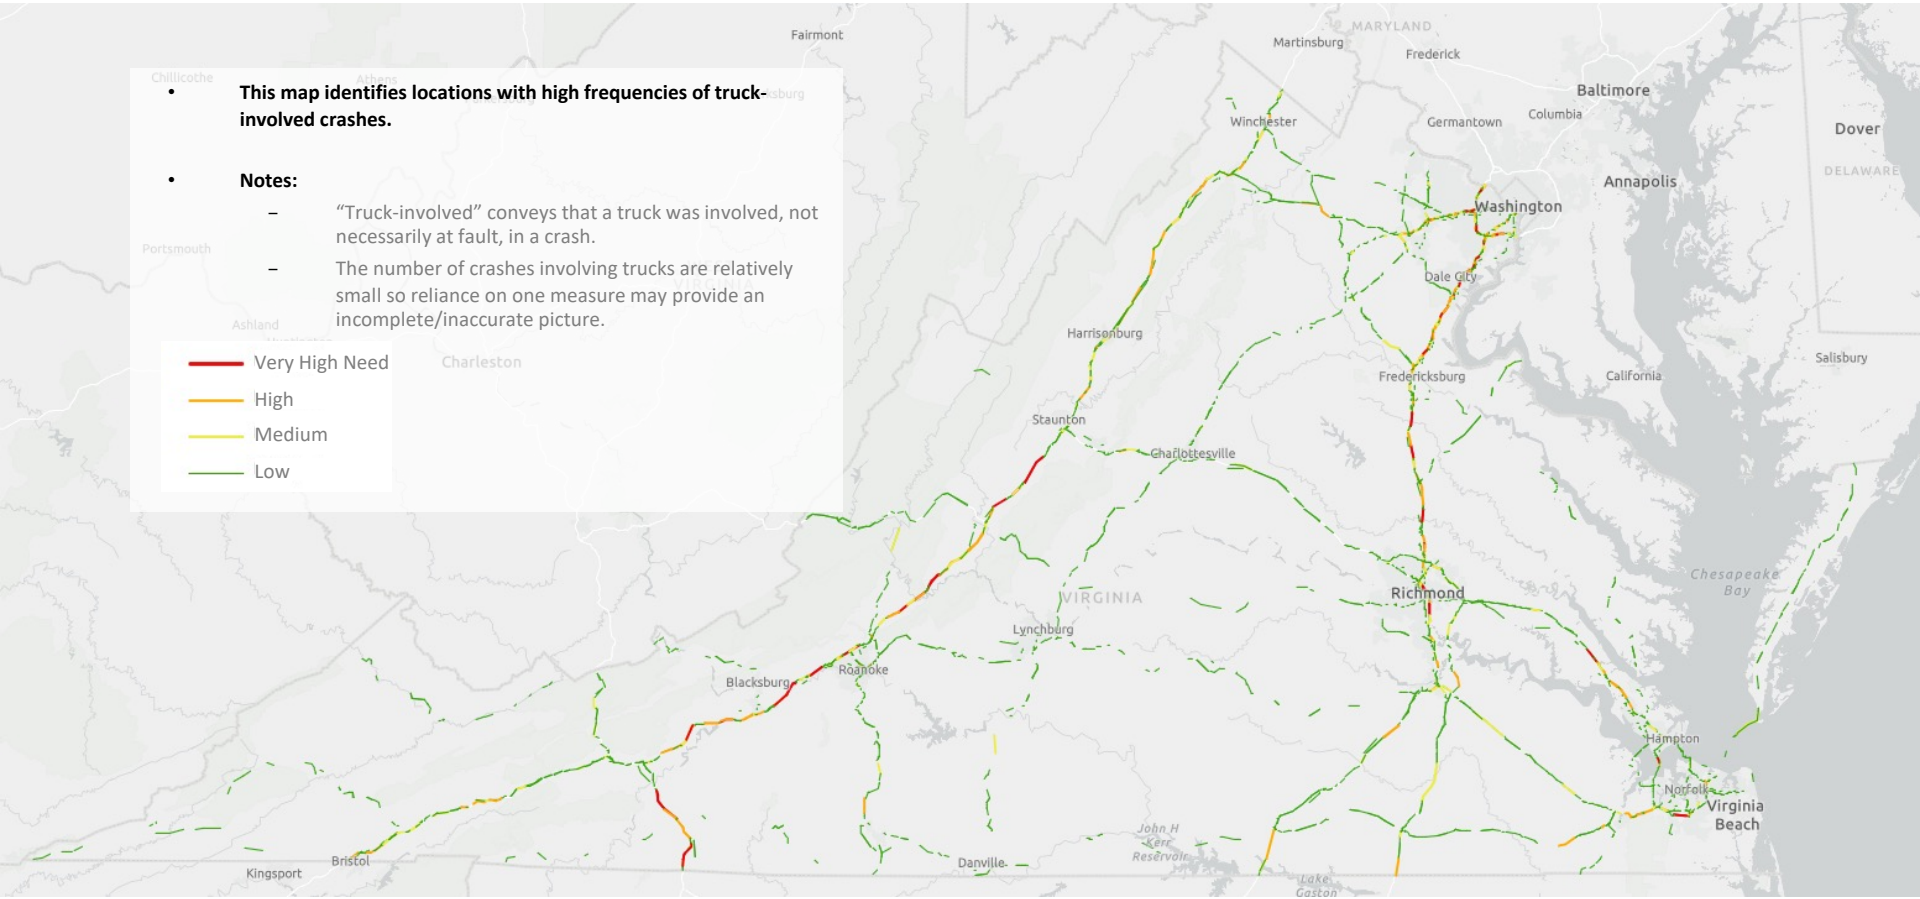 Fairmont
MARYLAND
Martinsburg
Frederick
Chillicothe
Athens
Baltimore
• This map identifies locations with high frequencies of truck-
involved crashes.
Winchester
Germantown
Columbia
Dover
DELAWARE
• Notes:
Annapolis
– “Truck-involved” conveys that a truck was involved, not
necessarily at fault, in a crash.
Washington
Portsmouth
– The number of crashes involving trucks are relatively
small so reliance on one measure may provide an
incomplete/inaccurate picture.
VIRGINIA
Dale City
Ashland
Harrisonburg
Very High Need
Charleston
Salisbury
Fredericksburg
California
High
Staunton
Medium
Charlottesville
Low
Chesapeake
Bay
Richmond
VIRGINIA
Lynchburg
Roanoke
Blacksburg
Hampton
Norfolk
Virginia
Beach
John H
Kerr
Reservoir
Bristol
Danville
Kingsport
Lake
Gaston